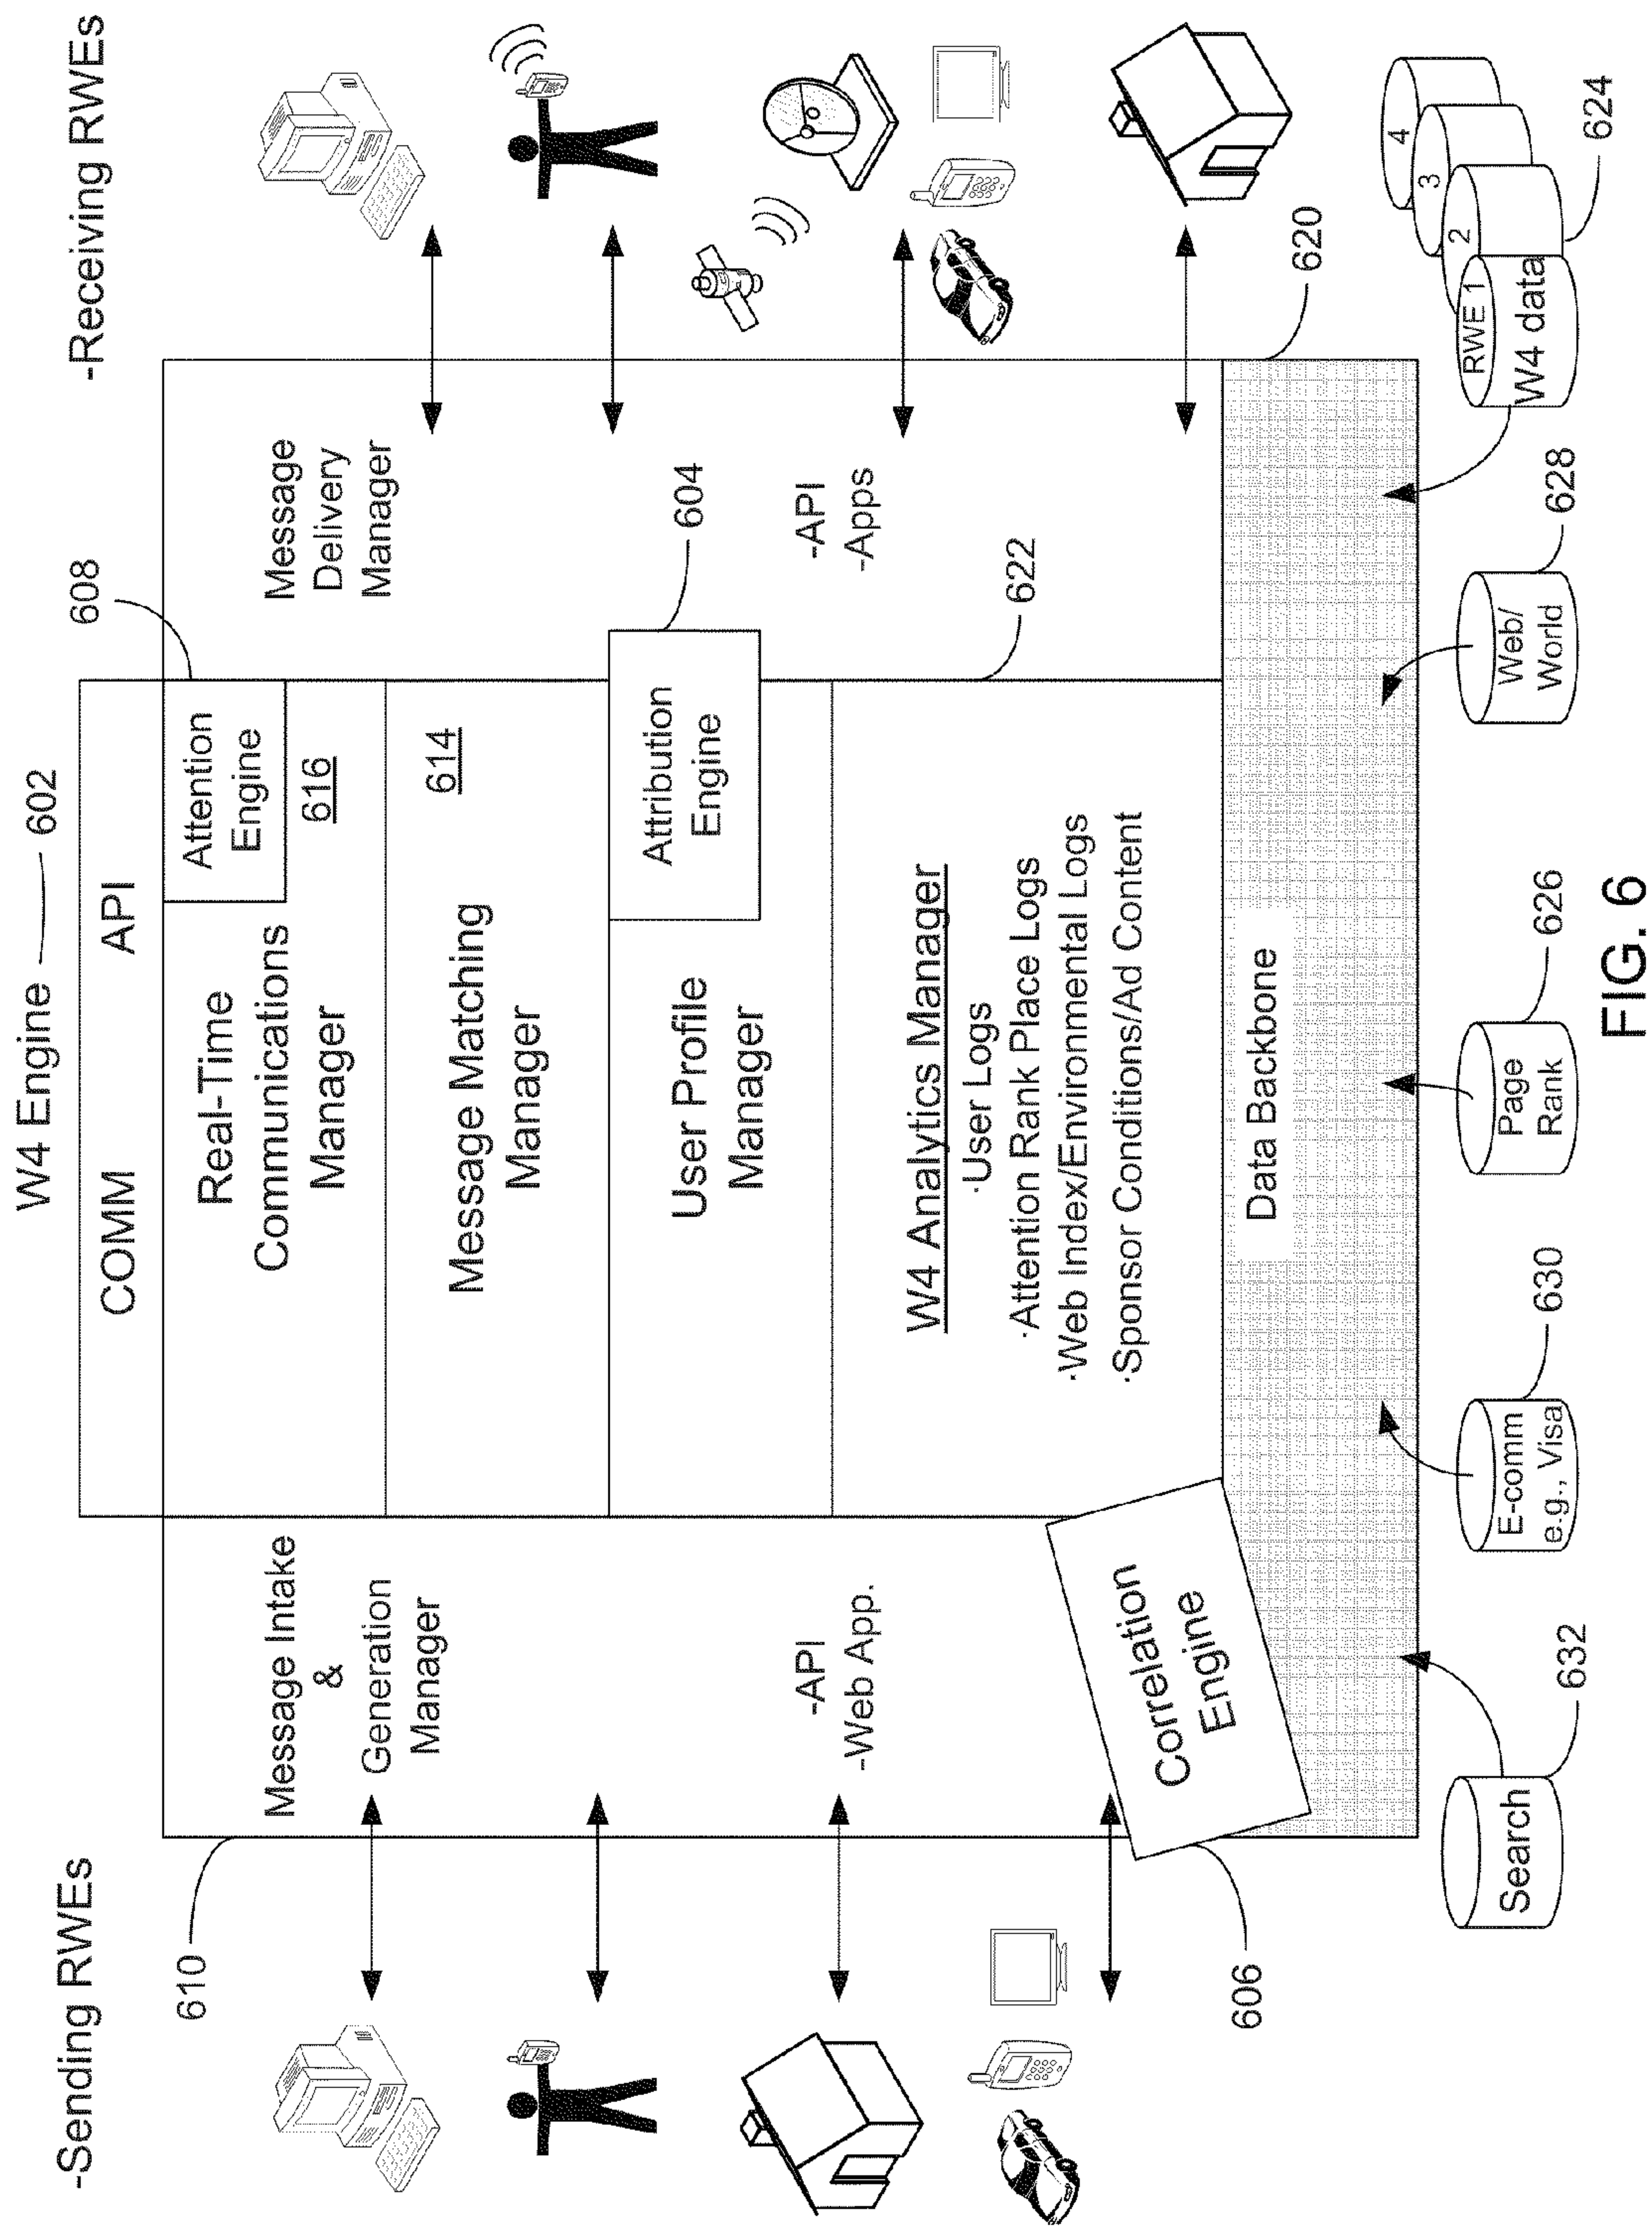 W4 Engine 602
-Sending RWEs
-Receiving RWEs
COMM API
610
608
Message Intake
&
Generation
Manager
-API
-Web App.
Real-Time
Communications
Manager
Attention
Engine
616
Message Matching
Manager
614
User Profile
Manager
Attribution
Engine
604
W4 Analytics Manager
·User Logs
·Attention Rank Place Logs
·Web Index/Environmental Logs
·Sponsor Conditions/Ad Content
622
Message
Delivery
Manager
-API
-Apps
Correlation
Engine
606
Data Backbone
620
Search
632
E-comm
e.g., Visa
630
Page
Rank
626
Web/
World
628
RWE 1
W4 data
2
3
4
624
FIG. 6